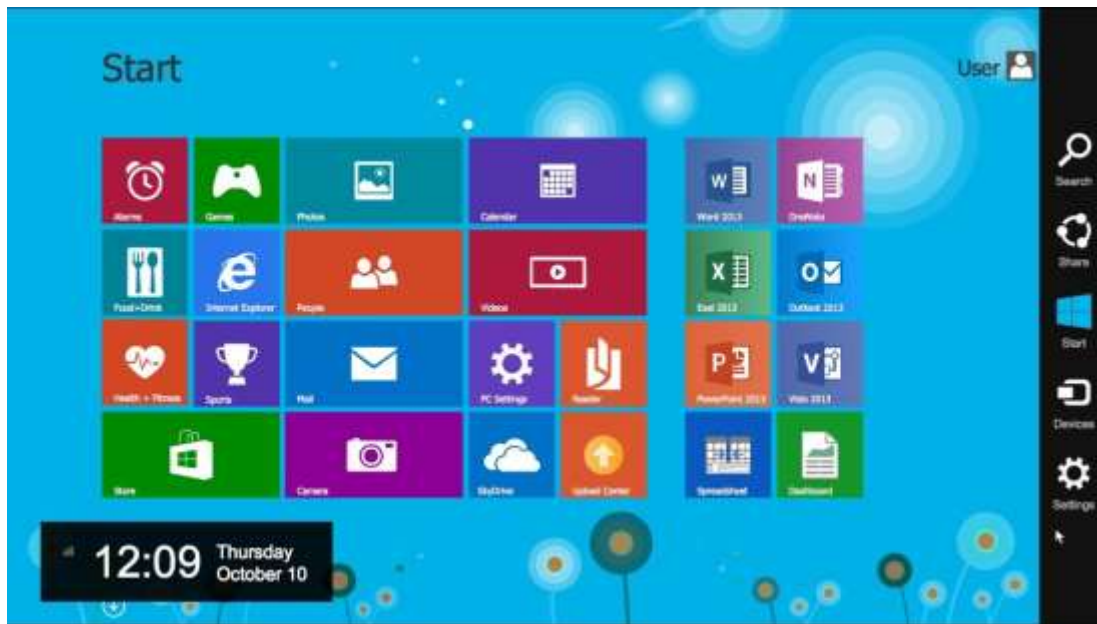 Start
User
Search
Share
Start
Devices
Settings
Alarms
Games
Photos
Calendar
Word 2013
OneNote
Food+Drink
Internet Explorer
People
Videos
Excel 2013
Outlook 2013
Health + Fitness
Sports
Mail
PC Settings
Reader
PowerPoint 2013
Visio 2013
Store
Camera
SkyDrive
Upload Center
Spreadsheet
Dashboard
12:09
Thursday
October 10